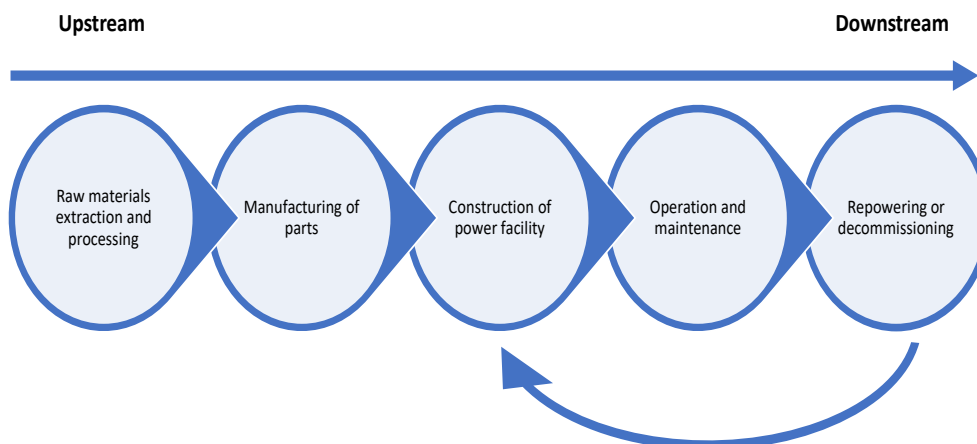 Upstream
Downstream
Raw materials
extraction and
processing
Manufacturing of
parts
Construction of
power facility
Operation and
maintenance
Repowering or
decommissioning